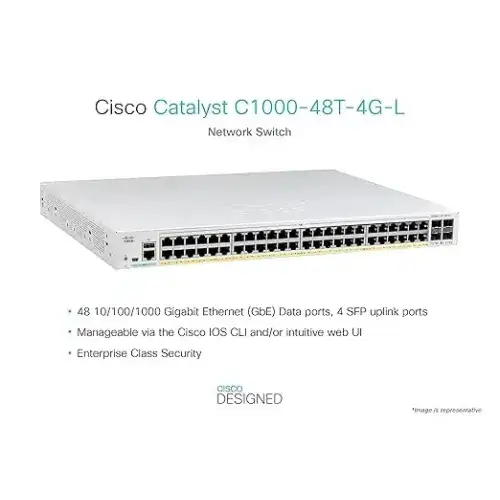 Cisco Catalyst C1000-48T-4G-L
Network Switch
• 48 10/100/1000 Gigabit Ethernet (GbE) Data ports, 4 SFP uplink ports
• Manageable via the Cisco IOS CLI and/or intuitive web UI
• Enterprise Class Security
CISCO
DESIGNED
*Image is representative